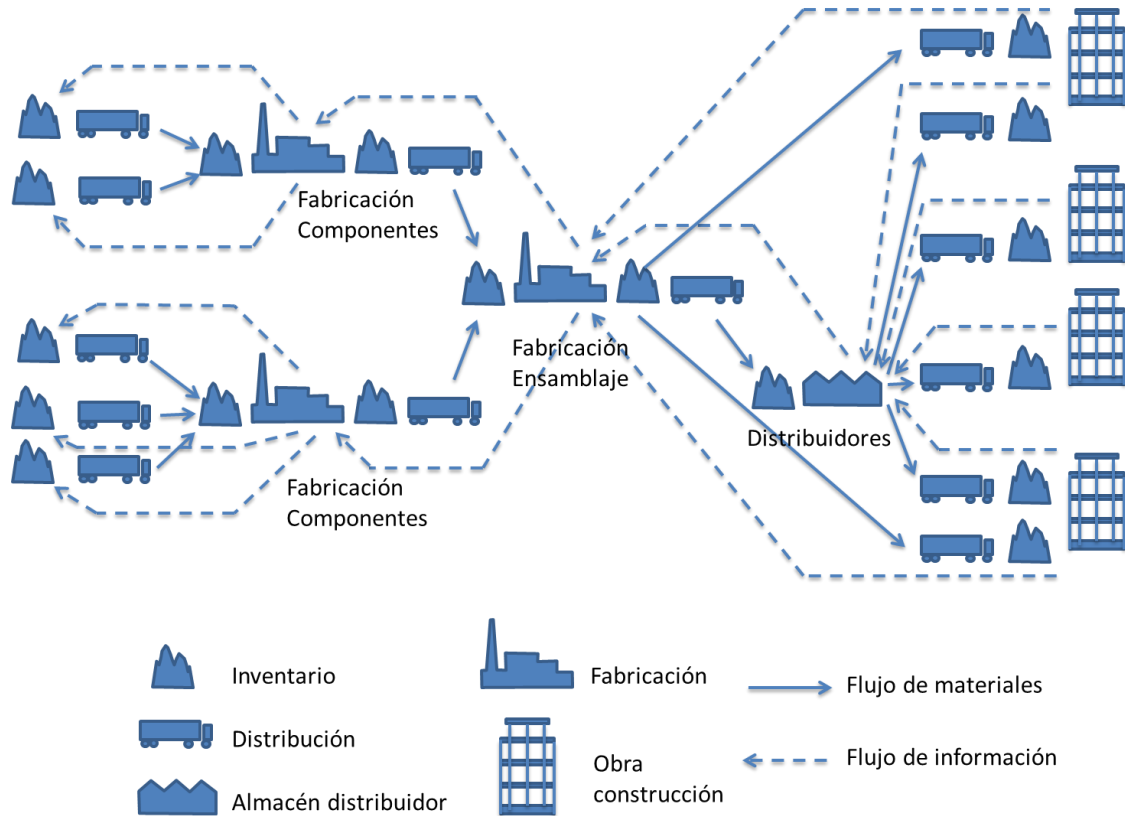 Fabricación
Componentes
Fabricación
Ensamblaje
Distribuidores
Fabricación
Componentes
Inventario
Fabricación
Flujo de materiales
Distribución
Obra
construcción
Flujo de información
Almacén distribuidor